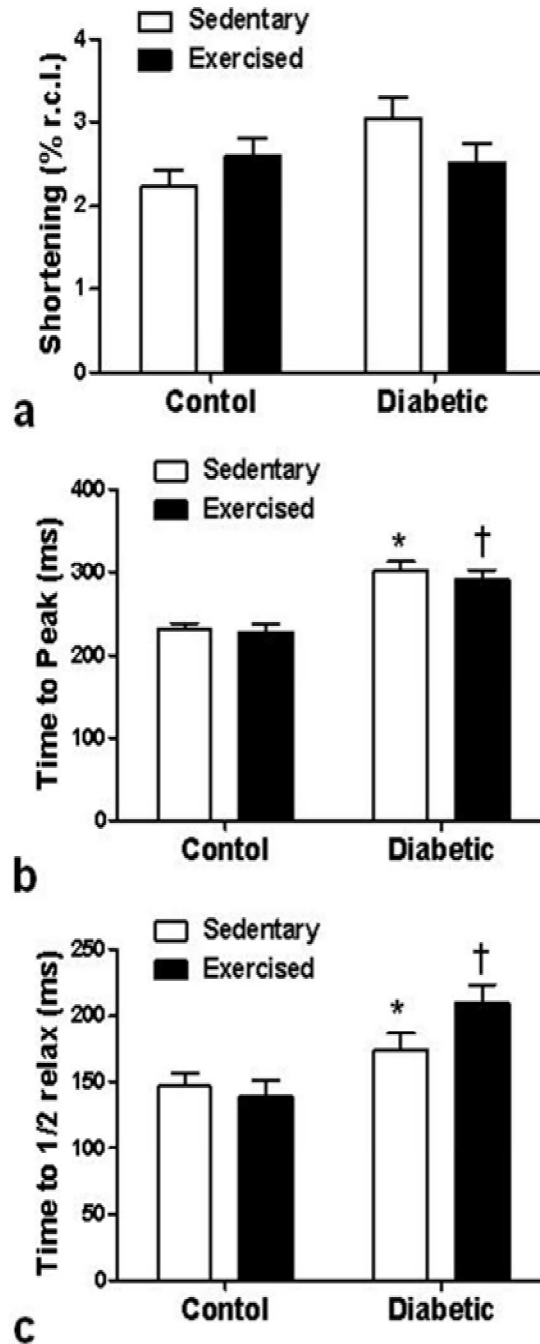 Sedentary
Exercised
Shortening (% r.c.l.)
4
3
2
1
0
Contol Diabetic
a
Sedentary
Exercised
Time to Peak (ms)
400
300
200
100
0
* †
Contol Diabetic
b
Sedentary
Exercised
Time to 1/2 relax (ms)
250
200
150
100
50
0
* †
Contol Diabetic
c